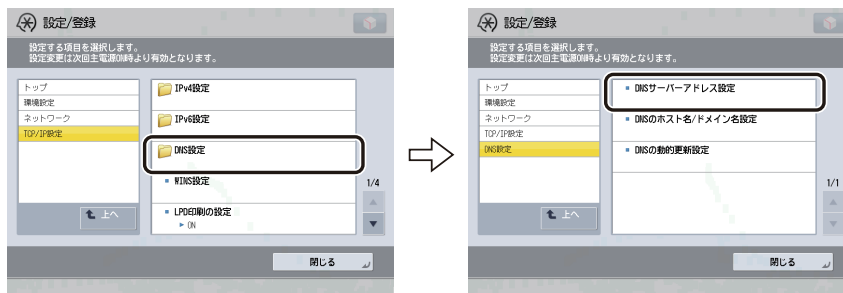 設定/登録
設定する項目を選択します。
設定変更は次回主電源ON時より有効となります。
トップ
環境設定
ネットワーク
TCP/IP設定
上へ
IPv4設定
IPv6設定
DNS設定
WINS設定
LPD印刷の設定
ON
1/4
閉じる
設定/登録
設定する項目を選択します。
設定変更は次回主電源ON時より有効となります。
トップ
環境設定
ネットワーク
TCP/IP設定
DNS設定
上へ
DNSサーバーアドレス設定
DNSのホスト名/ドメイン名設定
DNSの動的更新設定
1/1
閉じる